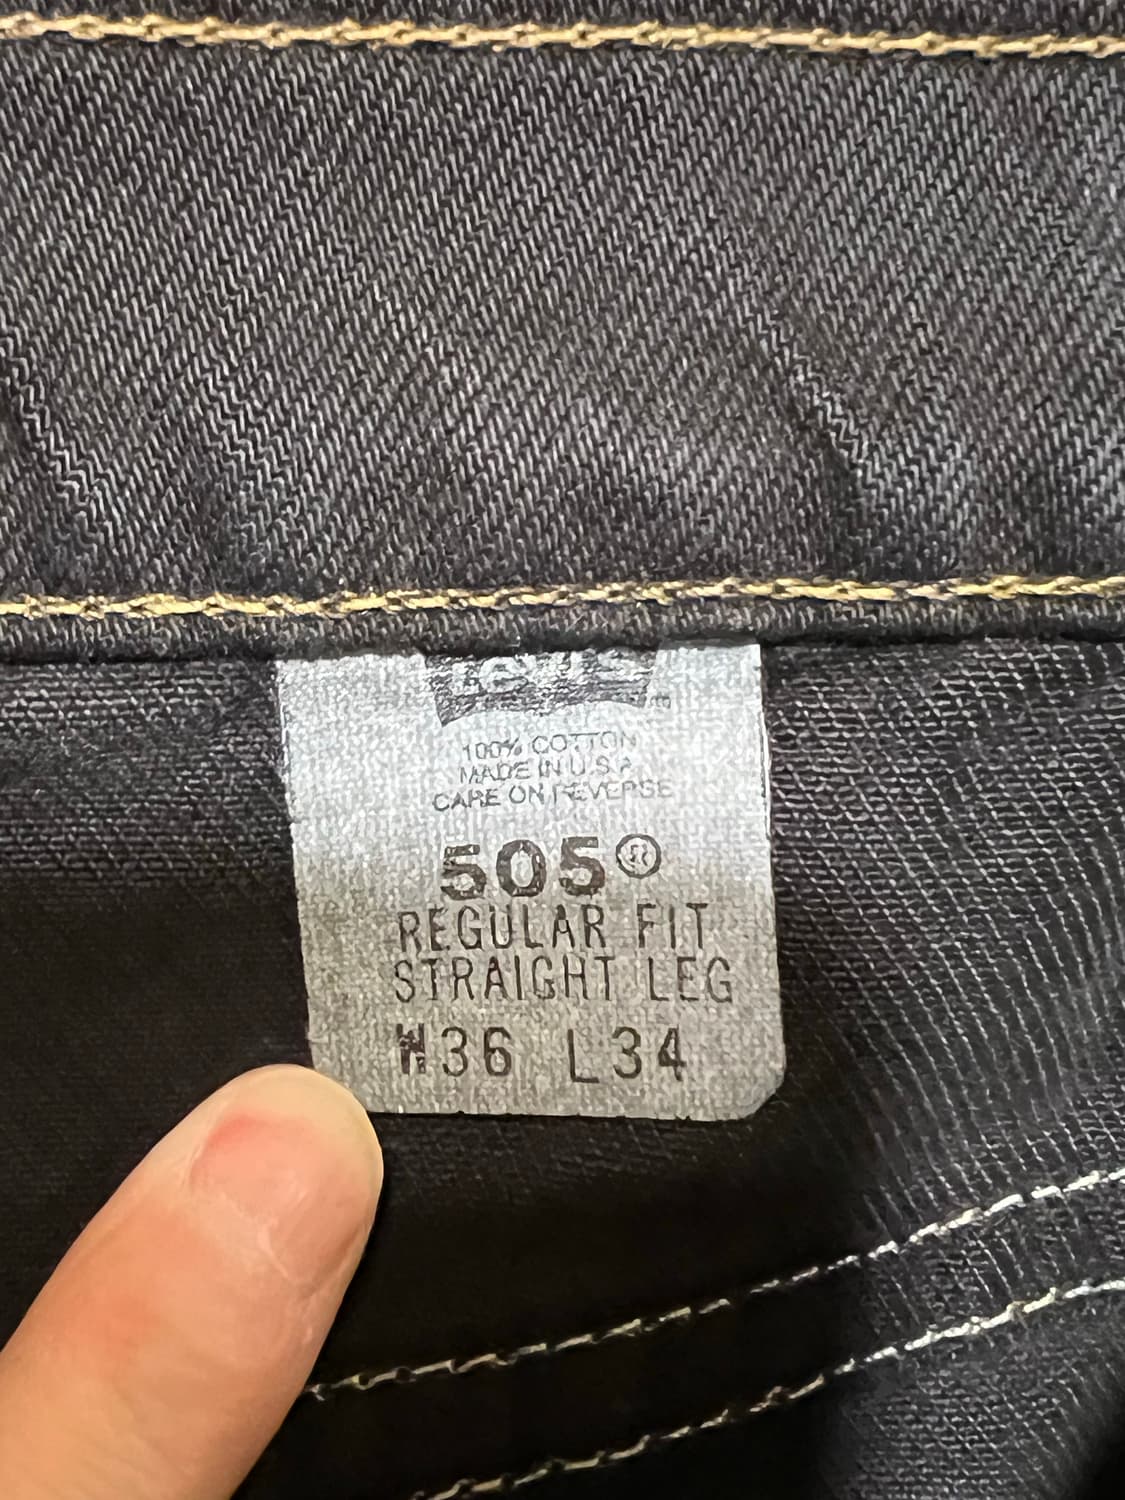 Levi's
100% COTTON
MADE IN U.S.A.
CARE ON REVERSE
505®
REGULAR FIT
STRAIGHT LEG
W36 L34